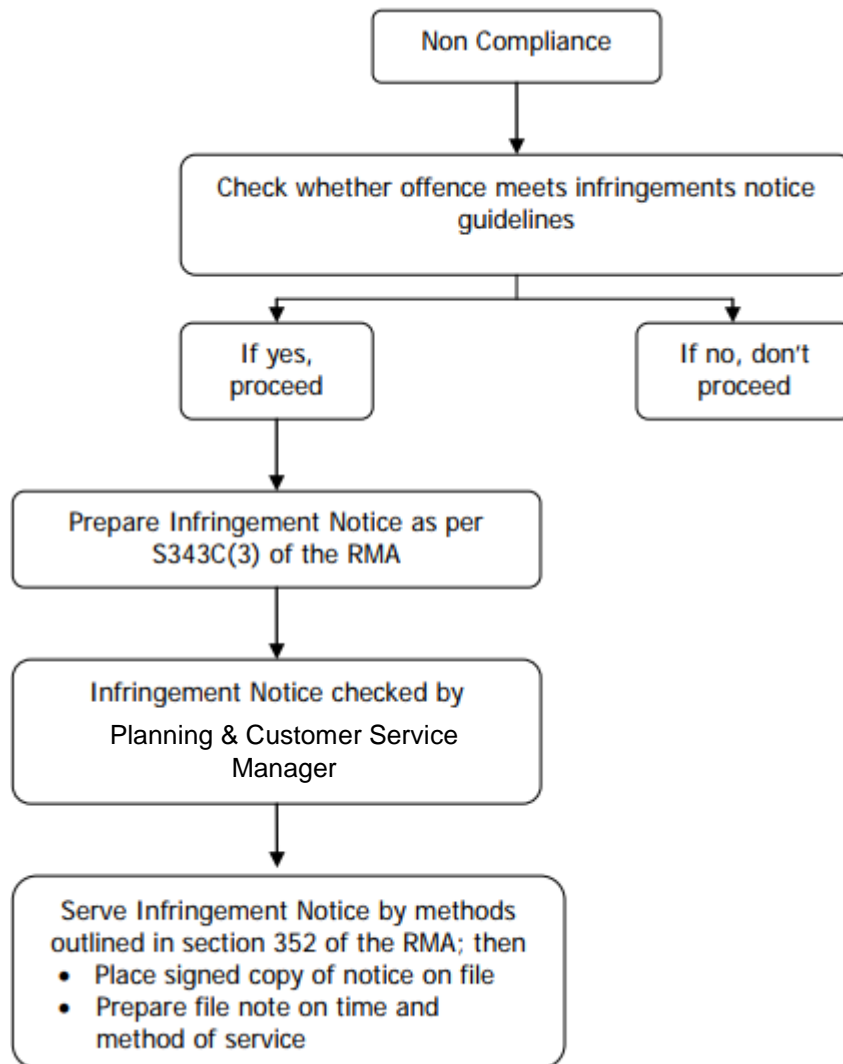 Non Compliance
Check whether offence meets infringements notice
guidelines
If yes,
proceed
If no, don't
proceed
Prepare Infringement Notice as per
S343C(3) of the RMA
Infringement Notice checked by
Planning & Customer Service
Manager
Serve Infringement Notice by methods
outlined in section 352 of the RMA; then
• Place signed copy of notice on file
• Prepare file note on time and
method of service